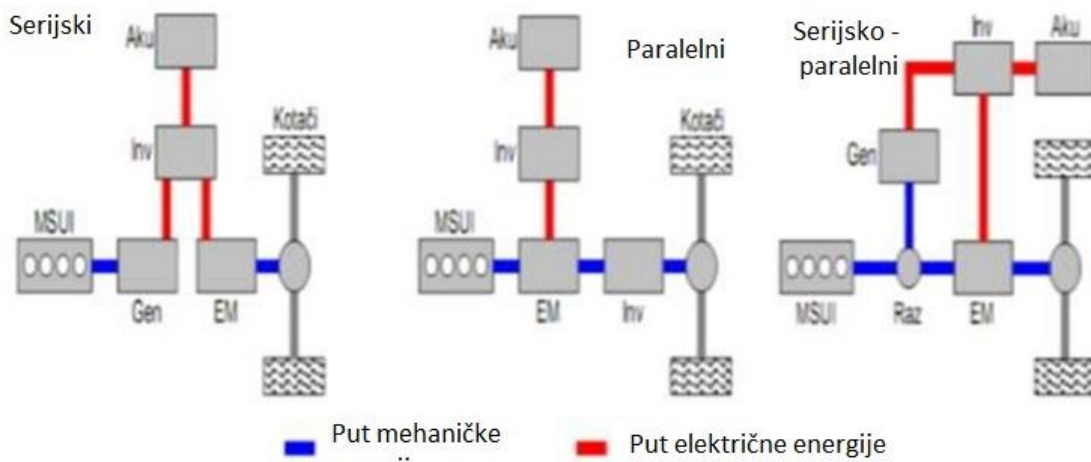 Serijski
Aku
Inv
Kotači
MSUI
Gen
EM
Paralelni
Aku
Inv
Kotači
MSUI
EM
Inv
Serijsko -
paralelni
Inv
Aku
Gen
MSUI
Raz
EM
Put mehaničke
Put električne energije